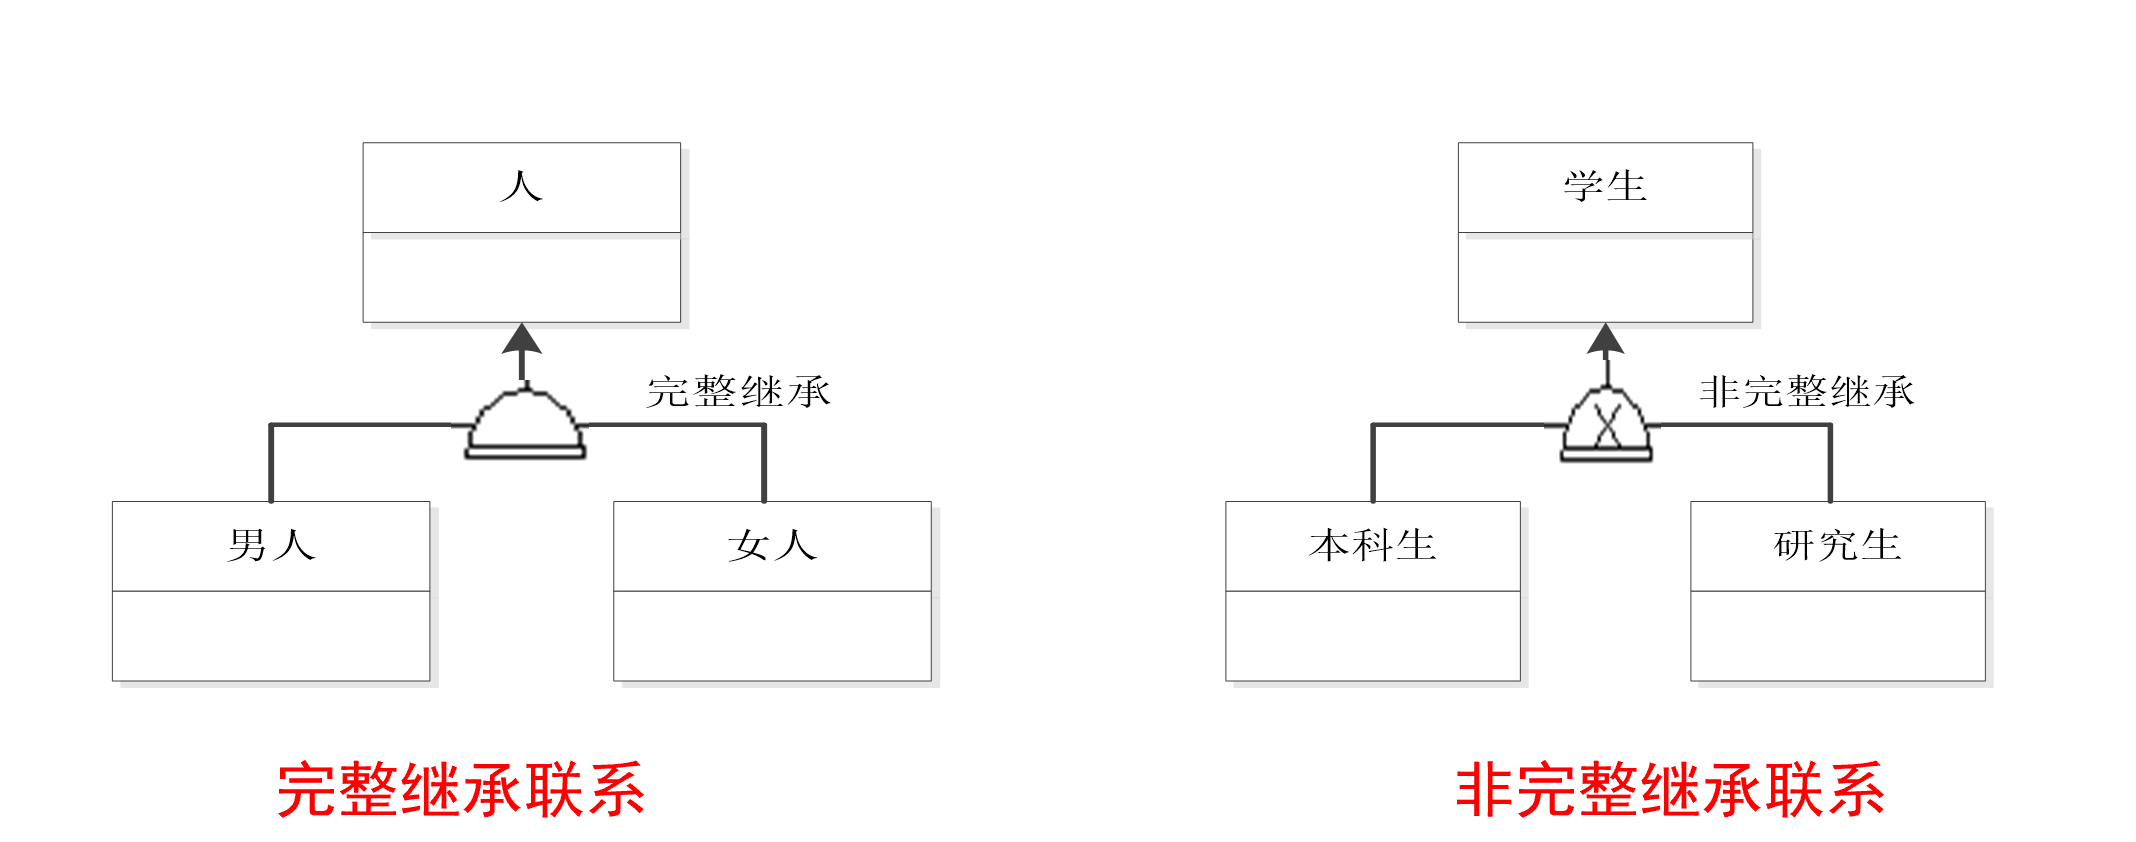 人
完整继承
男人
女人
完整继承联系
学生
非完整继承
本科生
研究生
非完整继承联系